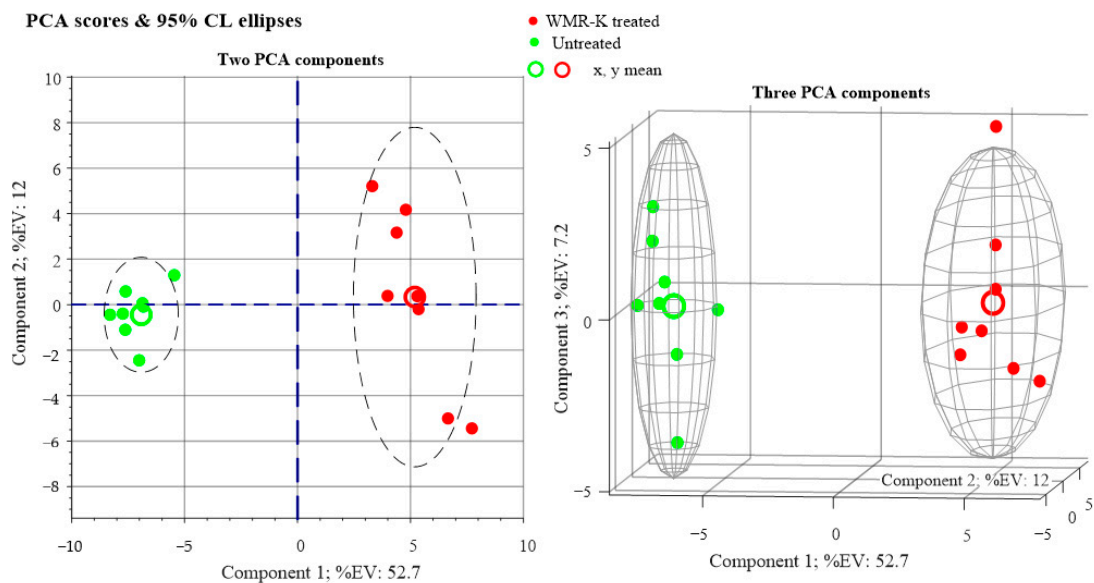 PCA scores & 95% CL ellipses
WMR-K treated
Untreated
x, y mean
Two PCA components
10
8
6
4
2
0
−2
−4
−6
−8
Component 2; %EV: 12
−10
−5
0
5
10
Component 1; %EV: 52.7
Three PCA components
5
0
−5
Component 3; %EV: 7.2
Component 2; %EV: 12
−5
0
5
−5
0
5
Component 1; %EV: 52.7